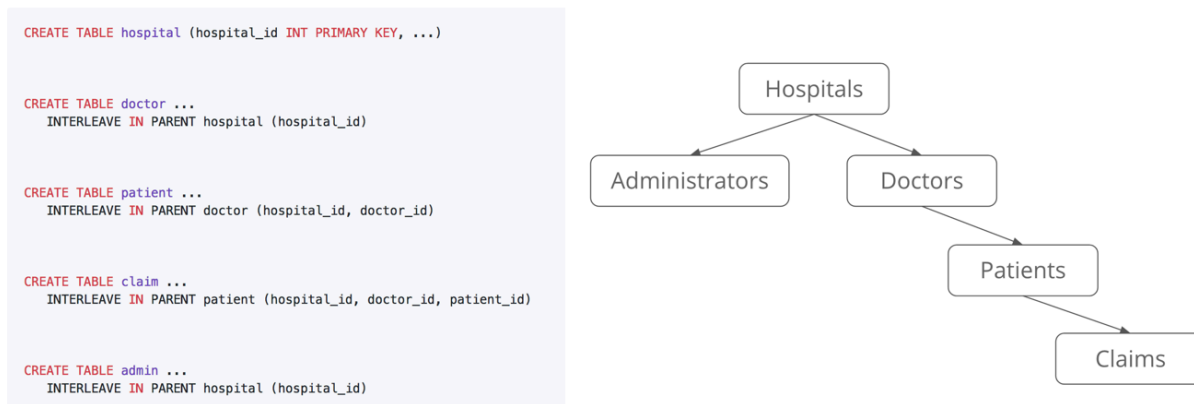 CREATE TABLE hospital (hospital_id INT PRIMARY KEY, ...)
CREATE TABLE doctor ...
INTERLEAVE IN PARENT hospital (hospital_id)
CREATE TABLE patient ...
INTERLEAVE IN PARENT doctor (hospital_id, doctor_id)
CREATE TABLE claim ...
INTERLEAVE IN PARENT patient (hospital_id, doctor_id, patient_id)
CREATE TABLE admin ...
INTERLEAVE IN PARENT hospital (hospital_id)
Hospitals
Administrators
Doctors
Patients
Claims